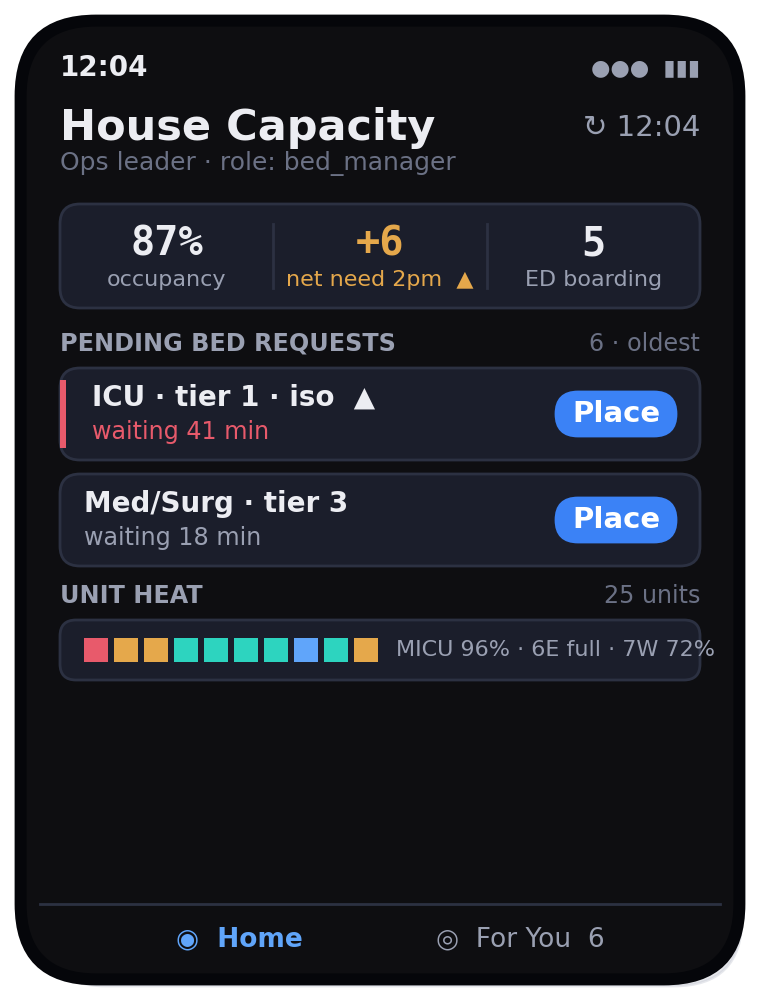 12:04 ●●● ▮▮▮
House Capacity ↻ 12:04
Ops leader · role: bed_manager
87% +6 5
occupancy net need 2pm ▲ ED boarding
PENDING BED REQUESTS 6 · oldest
ICU · tier 1 · iso ▲
waiting 41 min
Place
Med/Surg · tier 3
waiting 18 min
Place
UNIT HEAT 25 units
MICU 96% · 6E full · 7W 72%
◉ Home ◎ For You 6